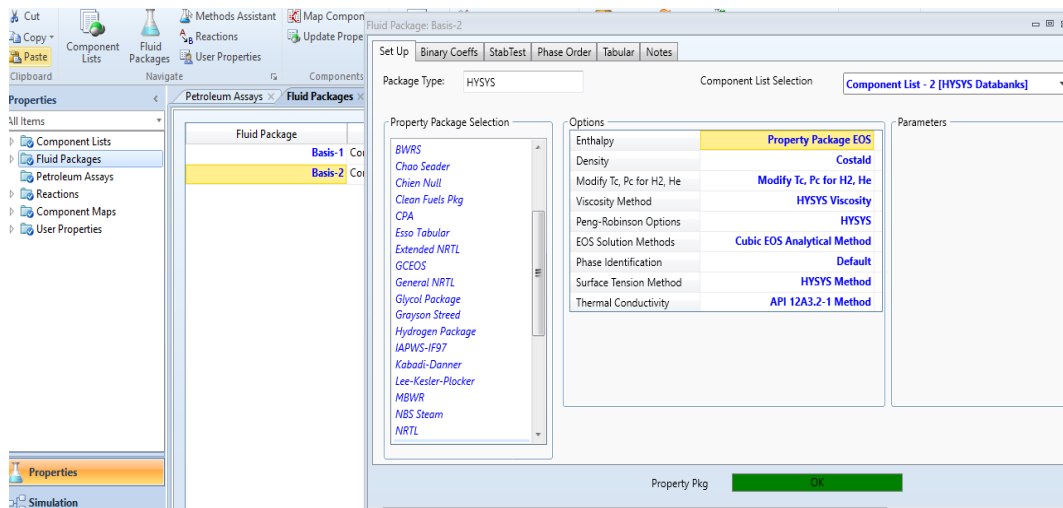 Cut
Copy
Paste
Clipboard
Component
Lists
Fluid
Packages
Methods Assistant
Reactions
User Properties
Navigate
Map Compon
Update Prope
Components
Fluid Package: Basis-2
Properties
All Items
Component Lists
Fluid Packages
Petroleum Assays
Reactions
Component Maps
User Properties
Properties
Simulation
Petroleum Assays
Fluid Packages
Fluid Package
Basis-1 Cor
Basis-2 Cor
Set Up Binary Coeffs StabTest Phase Order Tabular Notes
Package Type: HYSYS
Component List Selection Component List - 2 [HYSYS Databanks]
Property Package Selection
BWRS
Chao Seader
Chien Null
Clean Fuels Pkg
CPA
Esso Tabular
Extended NRTL
GCEOS
General NRTL
Glycol Package
Grayson Streed
Hydrogen Package
IAPWS-IF97
Kabadi-Danner
Lee-Kesler-Plocker
MBWR
NBS Steam
NRTL
Options
Enthalpy Property Package EOS
Density Costald
Modify Tc, Pc for H2, He Modify Tc, Pc for H2, He
Viscosity Method HYSYS Viscosity
Peng-Robinson Options HYSYS
EOS Solution Methods Cubic EOS Analytical Method
Phase Identification Default
Surface Tension Method HYSYS Method
Thermal Conductivity API 12A3.2-1 Method
Parameters
Property Pkg OK